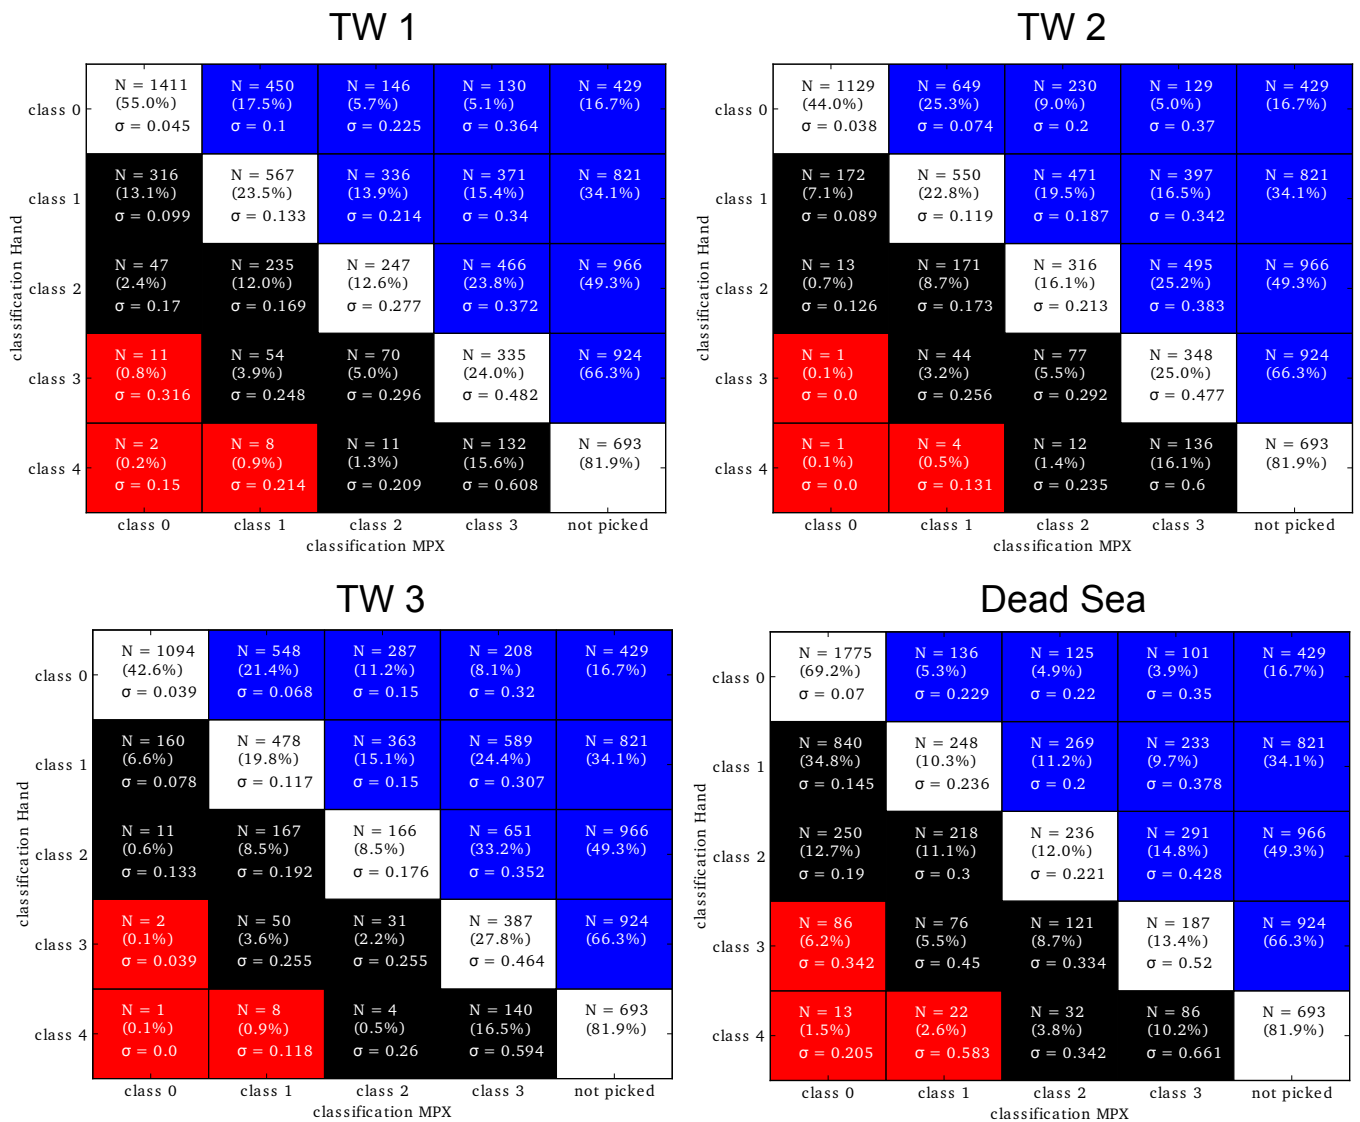 TW 1
N = 1411 N = 450 N = 146 N = 130 N = 429
(55.0%) (17.5%) (5.7%) (5.1%) (16.7%)
class 0
σ = 0.045 σ = 0.1 σ = 0.225 σ = 0.364
N = 316 N = 567 N = 336 N = 371 N = 821
(13.1%) (23.5%) (13.9%) (15.4%) (34.1%)
class 1
σ = 0.099 σ = 0.133 σ = 0.214 σ = 0.34
N = 47 N = 235 N = 247 N = 466 N = 966
(2.4%) (12.0%) (12.6%) (23.8%) (49.3%)
class 2
σ = 0.17 σ = 0.169 σ = 0.277 σ = 0.372
N = 11 N = 54 N = 70 N = 335 N = 924
(0.8%) (3.9%) (5.0%) (24.0%) (66.3%)
class 3
σ = 0.316 σ = 0.248 σ = 0.296 σ = 0.482
N = 2 N = 8 N = 11 N = 132 N = 693
(0.2%) (0.9%) (1.3%) (15.6%) (81.9%)
class 4
σ = 0.15 σ = 0.214 σ = 0.209 σ = 0.608
classification Hand
class 0 class 1 class 2 class 3 not picked
classification MPX
TW 2
N = 1129 N = 649 N = 230 N = 129 N = 429
(44.0%) (25.3%) (9.0%) (5.0%) (16.7%)
class 0
σ = 0.038 σ = 0.074 σ = 0.2 σ = 0.37
N = 172 N = 550 N = 471 N = 397 N = 821
(7.1%) (22.8%) (19.5%) (16.5%) (34.1%)
class 1
σ = 0.089 σ = 0.119 σ = 0.187 σ = 0.342
N = 13 N = 171 N = 316 N = 495 N = 966
(0.7%) (8.7%) (16.1%) (25.2%) (49.3%)
class 2
σ = 0.126 σ = 0.173 σ = 0.213 σ = 0.383
N = 1 N = 44 N = 77 N = 348 N = 924
(0.1%) (3.2%) (5.5%) (25.0%) (66.3%)
class 3
σ = 0.0 σ = 0.256 σ = 0.292 σ = 0.477
N = 1 N = 4 N = 12 N = 136 N = 693
(0.1%) (0.5%) (1.4%) (16.1%) (81.9%)
class 4
σ = 0.0 σ = 0.131 σ = 0.235 σ = 0.6
classification Hand
class 0 class 1 class 2 class 3 not picked
classification MPX
TW 3
N = 1094 N = 548 N = 287 N = 208 N = 429
(42.6%) (21.4%) (11.2%) (8.1%) (16.7%)
class 0
σ = 0.039 σ = 0.068 σ = 0.15 σ = 0.32
N = 160 N = 478 N = 363 N = 589 N = 821
(6.6%) (19.8%) (15.1%) (24.4%) (34.1%)
class 1
σ = 0.078 σ = 0.117 σ = 0.15 σ = 0.307
N = 11 N = 167 N = 166 N = 651 N = 966
(0.6%) (8.5%) (8.5%) (33.2%) (49.3%)
class 2
σ = 0.133 σ = 0.192 σ = 0.176 σ = 0.352
N = 2 N = 50 N = 31 N = 387 N = 924
(0.1%) (3.6%) (2.2%) (27.8%) (66.3%)
class 3
σ = 0.039 σ = 0.255 σ = 0.255 σ = 0.464
N = 1 N = 8 N = 4 N = 140 N = 693
(0.1%) (0.9%) (0.5%) (16.5%) (81.9%)
class 4
σ = 0.0 σ = 0.118 σ = 0.26 σ = 0.594
classification Hand
class 0 class 1 class 2 class 3 not picked
classification MPX
Dead Sea
N = 1775 N = 136 N = 125 N = 101 N = 429
(69.2%) (5.3%) (4.9%) (3.9%) (16.7%)
class 0
σ = 0.07 σ = 0.229 σ = 0.22 σ = 0.35
N = 840 N = 248 N = 269 N = 233 N = 821
(34.8%) (10.3%) (11.2%) (9.7%) (34.1%)
class 1
σ = 0.145 σ = 0.236 σ = 0.2 σ = 0.378
N = 250 N = 218 N = 236 N = 291 N = 966
(12.7%) (11.1%) (12.0%) (14.8%) (49.3%)
class 2
σ = 0.19 σ = 0.3 σ = 0.221 σ = 0.428
N = 86 N = 76 N = 121 N = 187 N = 924
(6.2%) (5.5%) (8.7%) (13.4%) (66.3%)
class 3
σ = 0.342 σ = 0.45 σ = 0.334 σ = 0.52
N = 13 N = 22 N = 32 N = 86 N = 693
(1.5%) (2.6%) (3.8%) (10.2%) (81.9%)
class 4
σ = 0.205 σ = 0.583 σ = 0.342 σ = 0.661
classification Hand
class 0 class 1 class 2 class 3 not picked
classification MPX